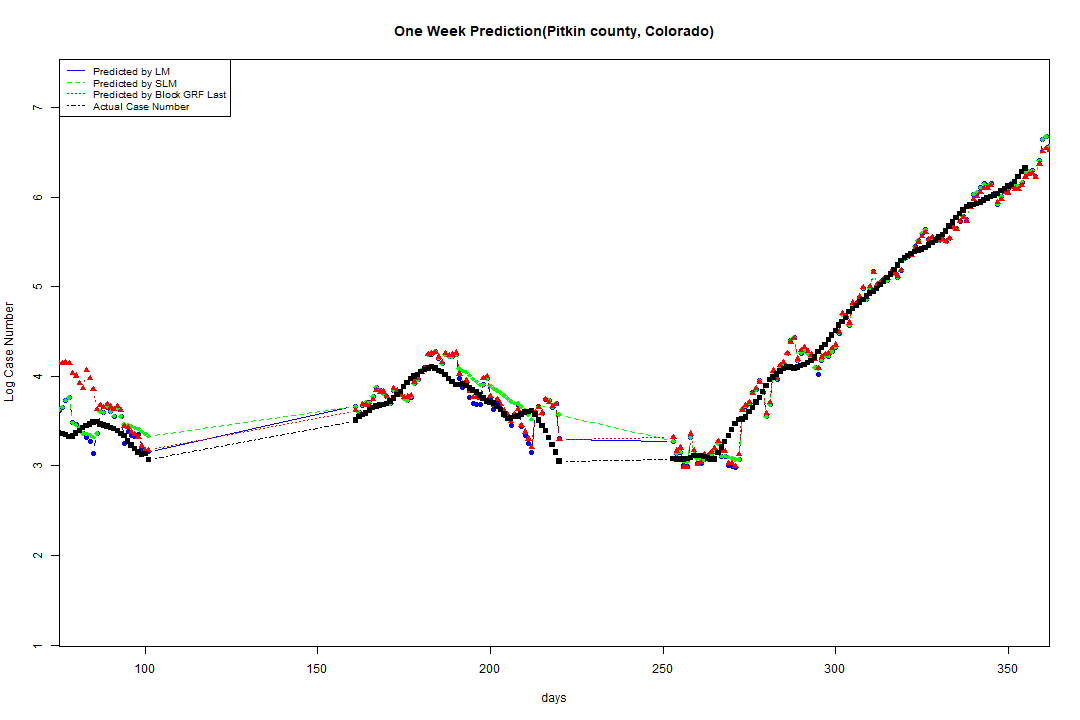 One Week Prediction(Pitkin county, Colorado)
Predicted by LM
Predicted by SLM
Predicted by Block GRF Last
Actual Case Number
7
6
5
4
3
2
1
Log Case Number
100 150 200 250 300 350
days